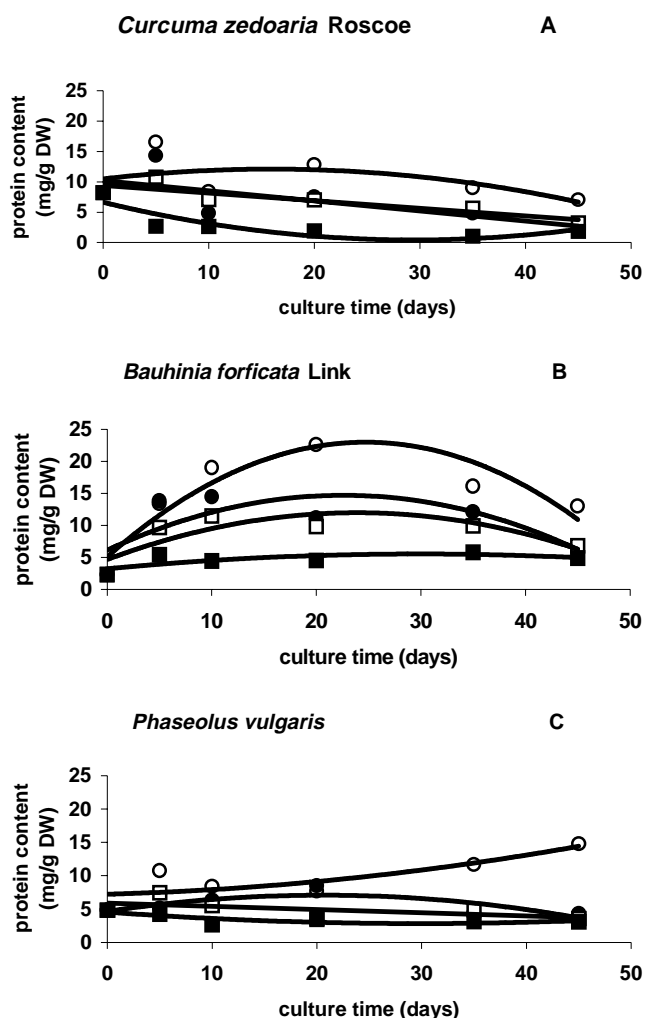 Curcuma zedoaria Roscoe A
25
20
15
10
5
0
protein content
(mg/g DW)
0 10 20 30 40 50
culture time (days)
Bauhinia forficata Link B
25
20
15
10
5
0
protein content
(mg/g DW)
0 10 20 30 40 50
culture time (days)
Phaseolus vulgaris C
25
20
15
10
5
0
protein content
(mg/g DW)
0 10 20 30 40 50
culture time (days)